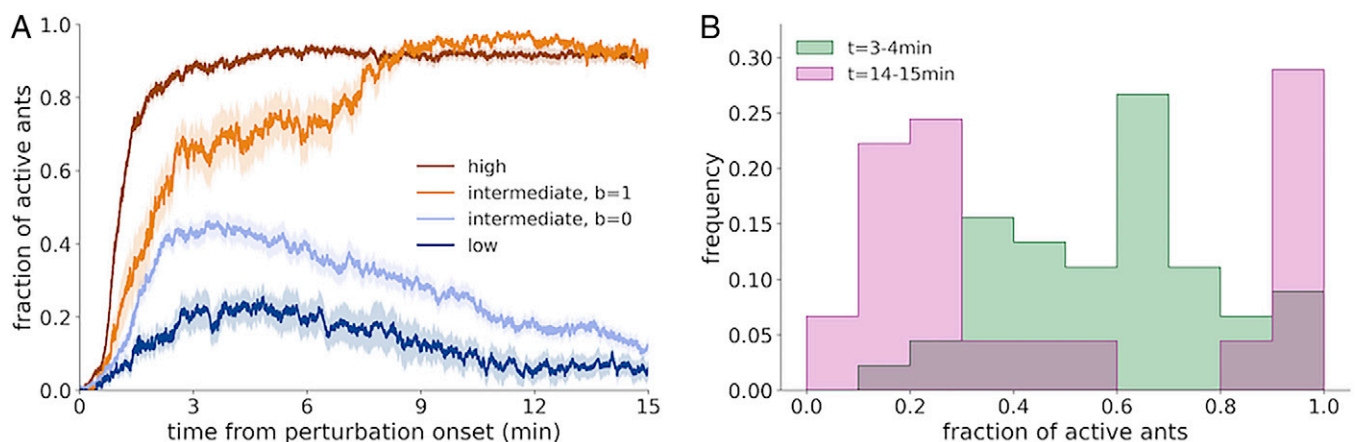 A
fraction of active ants
1.0
0.8
0.6
0.4
0.2
0.0
high
intermediate, b=1
intermediate, b=0
low
0
3
6
9
12
15
time from perturbation onset (min)
B
frequency
0.30
0.25
0.20
0.15
0.10
0.05
0.00
t=3-4min
t=14-15min
0.0
0.2
0.4
0.6
0.8
1.0
fraction of active ants